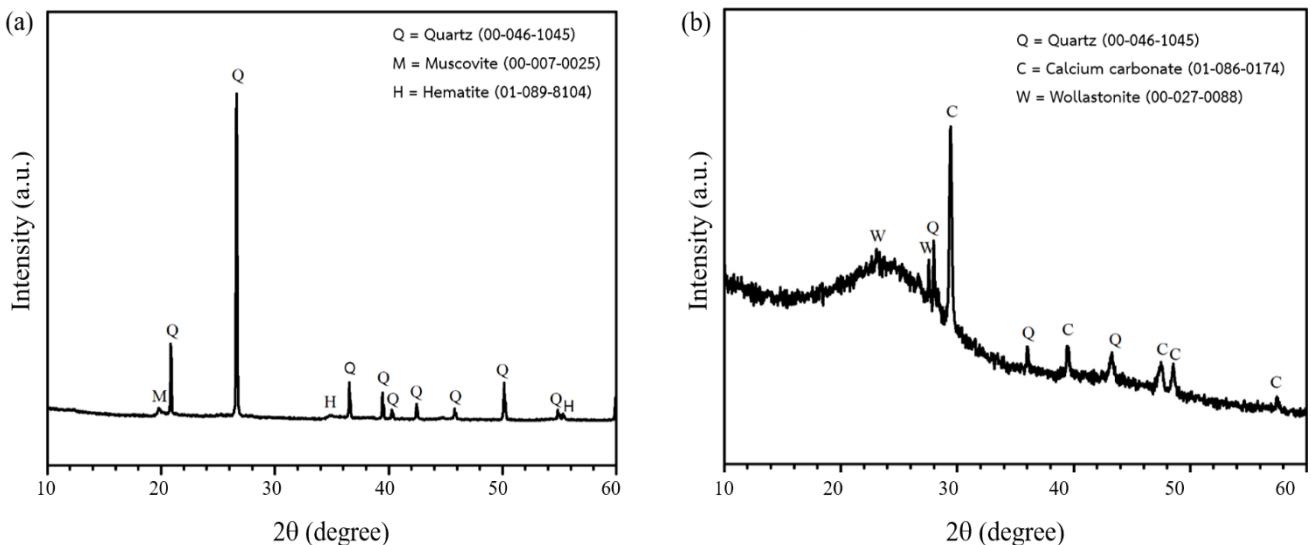 (a)
Q = Quartz (00-046-1045)
M = Muscovite (00-007-0025)
H = Hematite (01-089-8104)
Q
Q
M
H
Q
Q
Q
Q
Q
Q
Q
H
Intensity (a.u.)
10 20 30 40 50 60
2θ (degree)
(b)
Q = Quartz (00-046-1045)
C = Calcium carbonate (01-086-0174)
W = Wollastonite (00-027-0088)
C
W
W
Q
Q
C
Q
C
C
C
Intensity (a.u.)
10 20 30 40 50 60
2θ (degree)